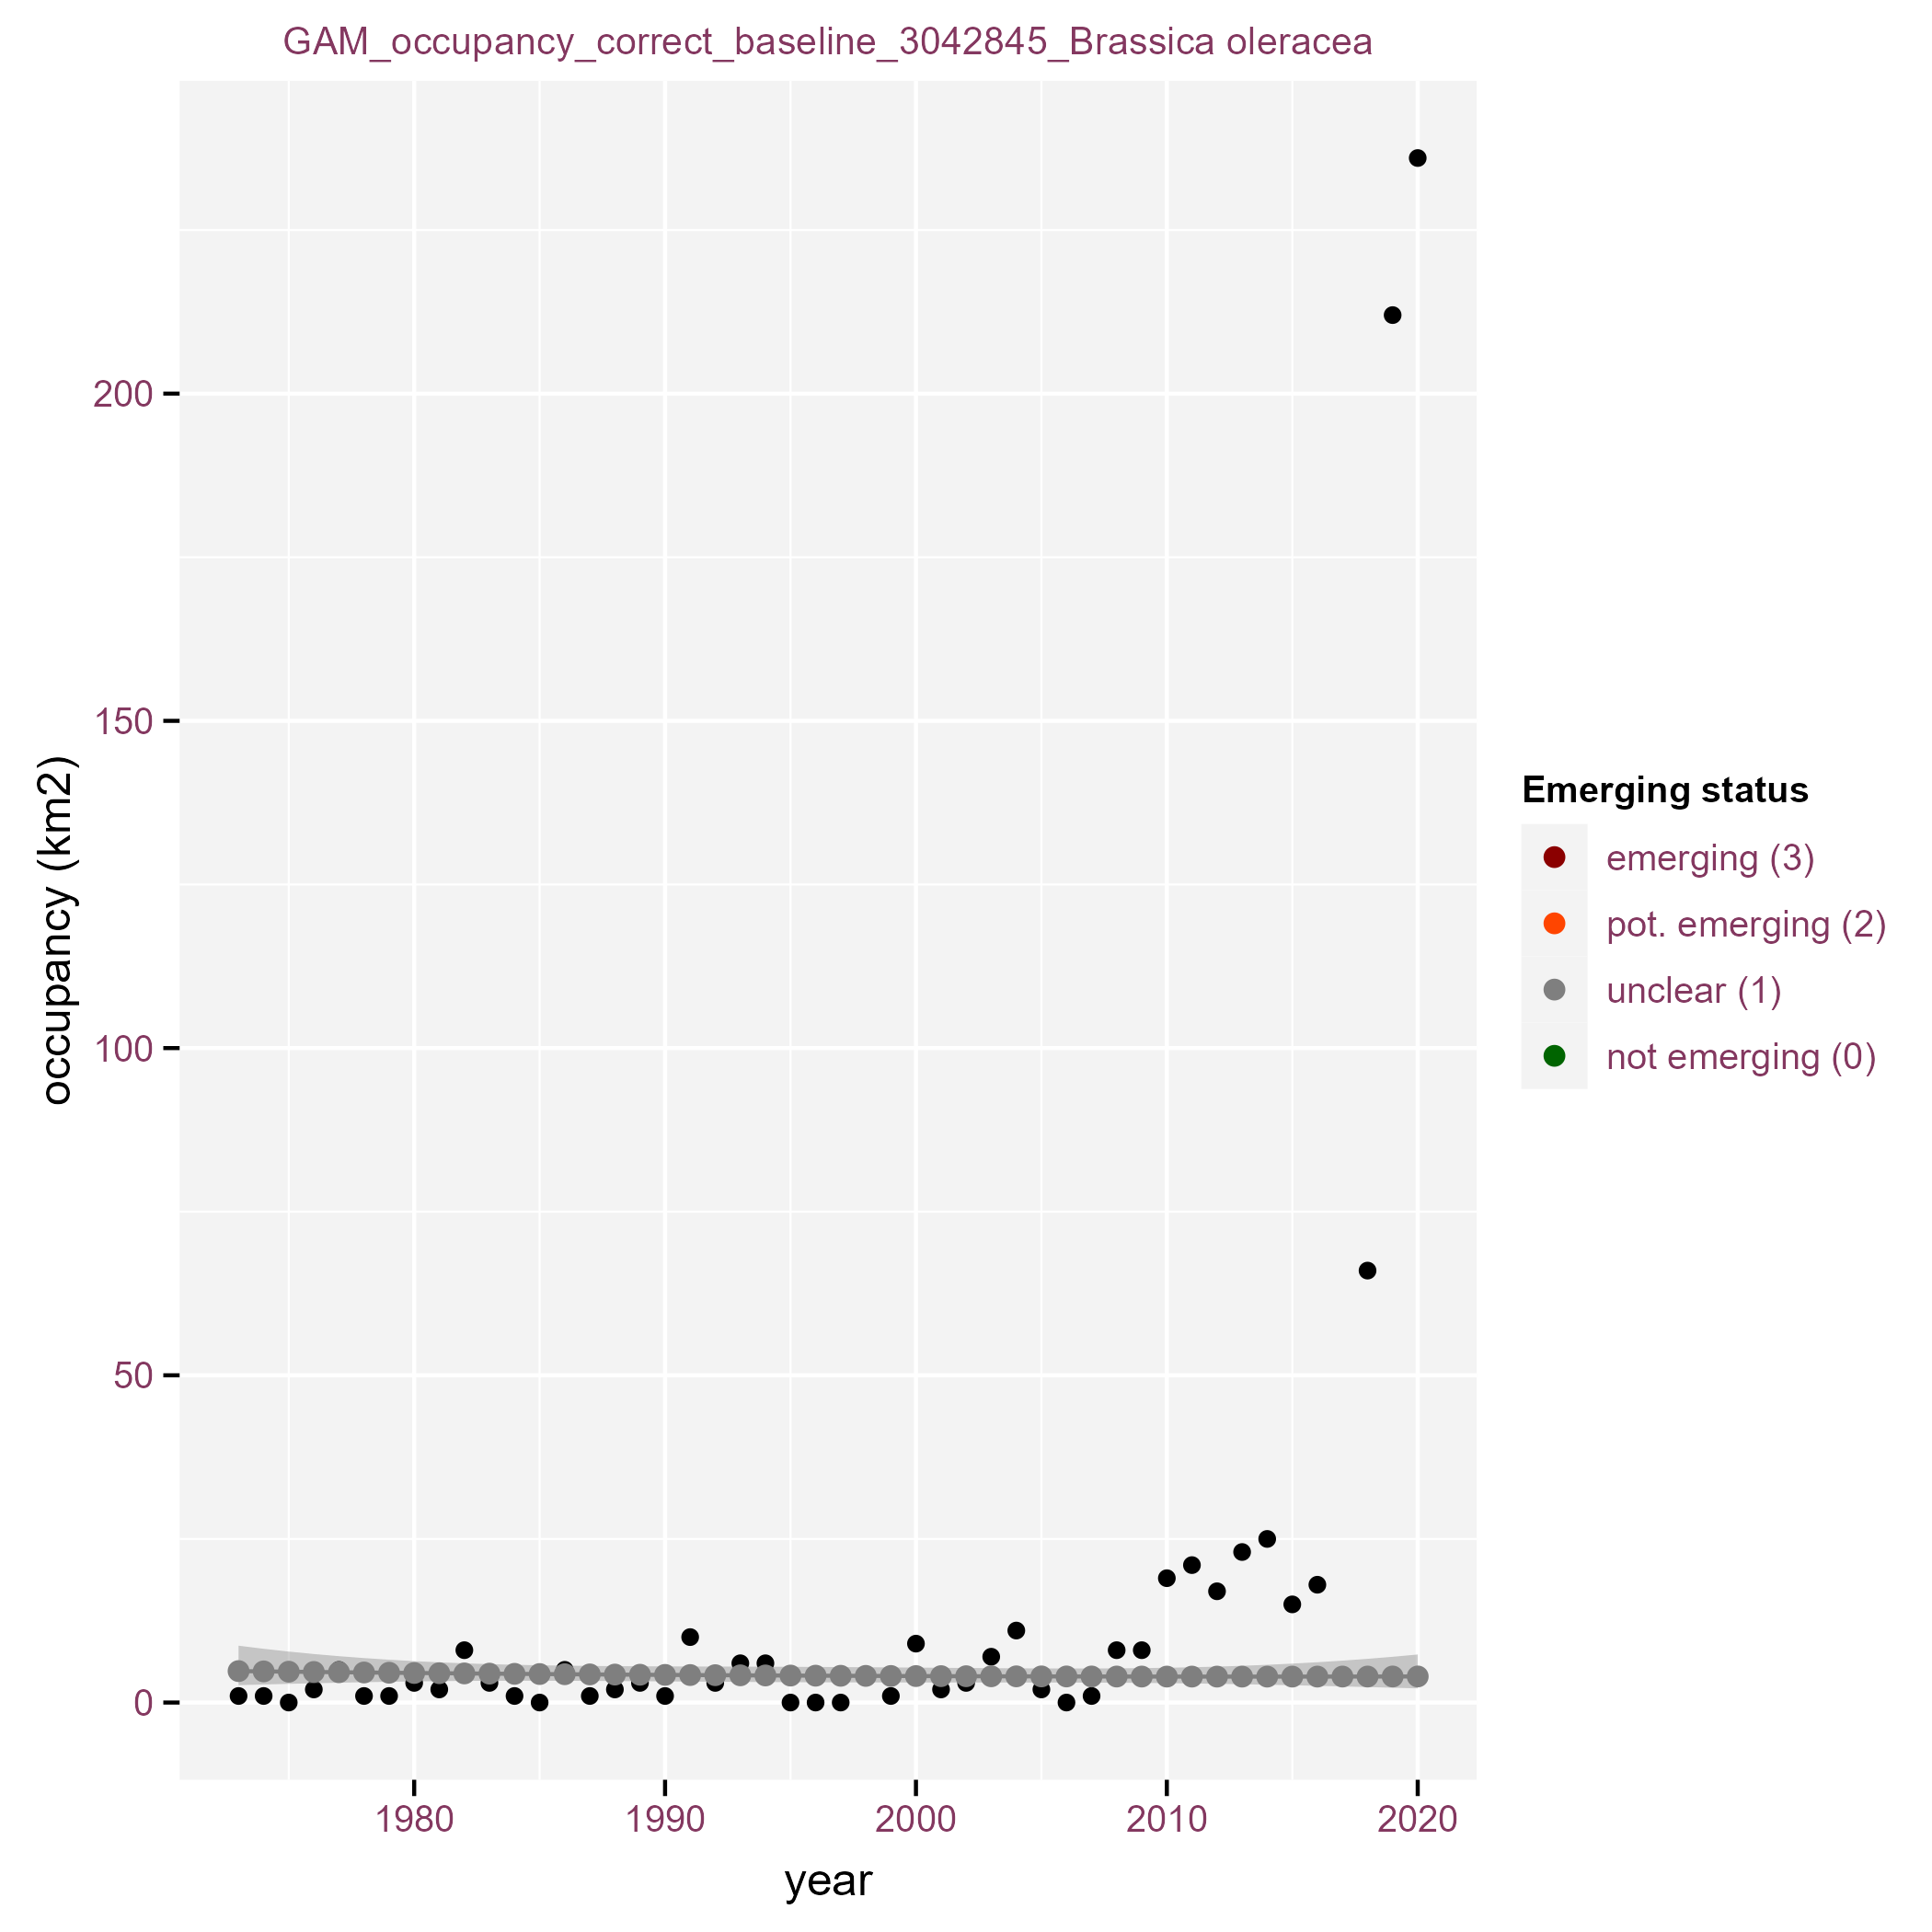 GAM_occupancy_correct_baseline_3042845_Brassica oleracea
occupancy (km2)
200
150
100
50
0
1980
1990
2000
2010
2020
year
Emerging status
emerging (3)
pot. emerging (2)
unclear (1)
not emerging (0)